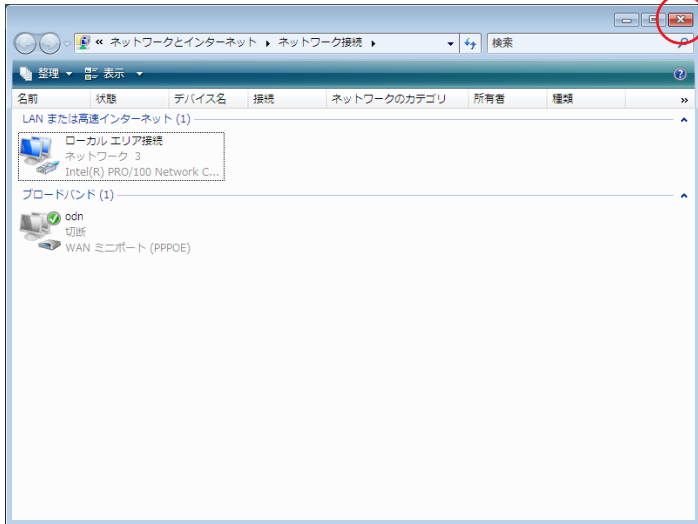 « ネットワークとインターネット ▸ ネットワーク接続 ▸ 検索
整理 表示
名前 状態 デバイス名 接続 ネットワークのカテゴリ 所有者 種類 »
LAN または高速インターネット (1)
ローカル エリア接続
ネットワーク 3
Intel(R) PRO/100 Network C...
ブロードバンド (1)
odn
切断
WAN ミニポート (PPPOE)